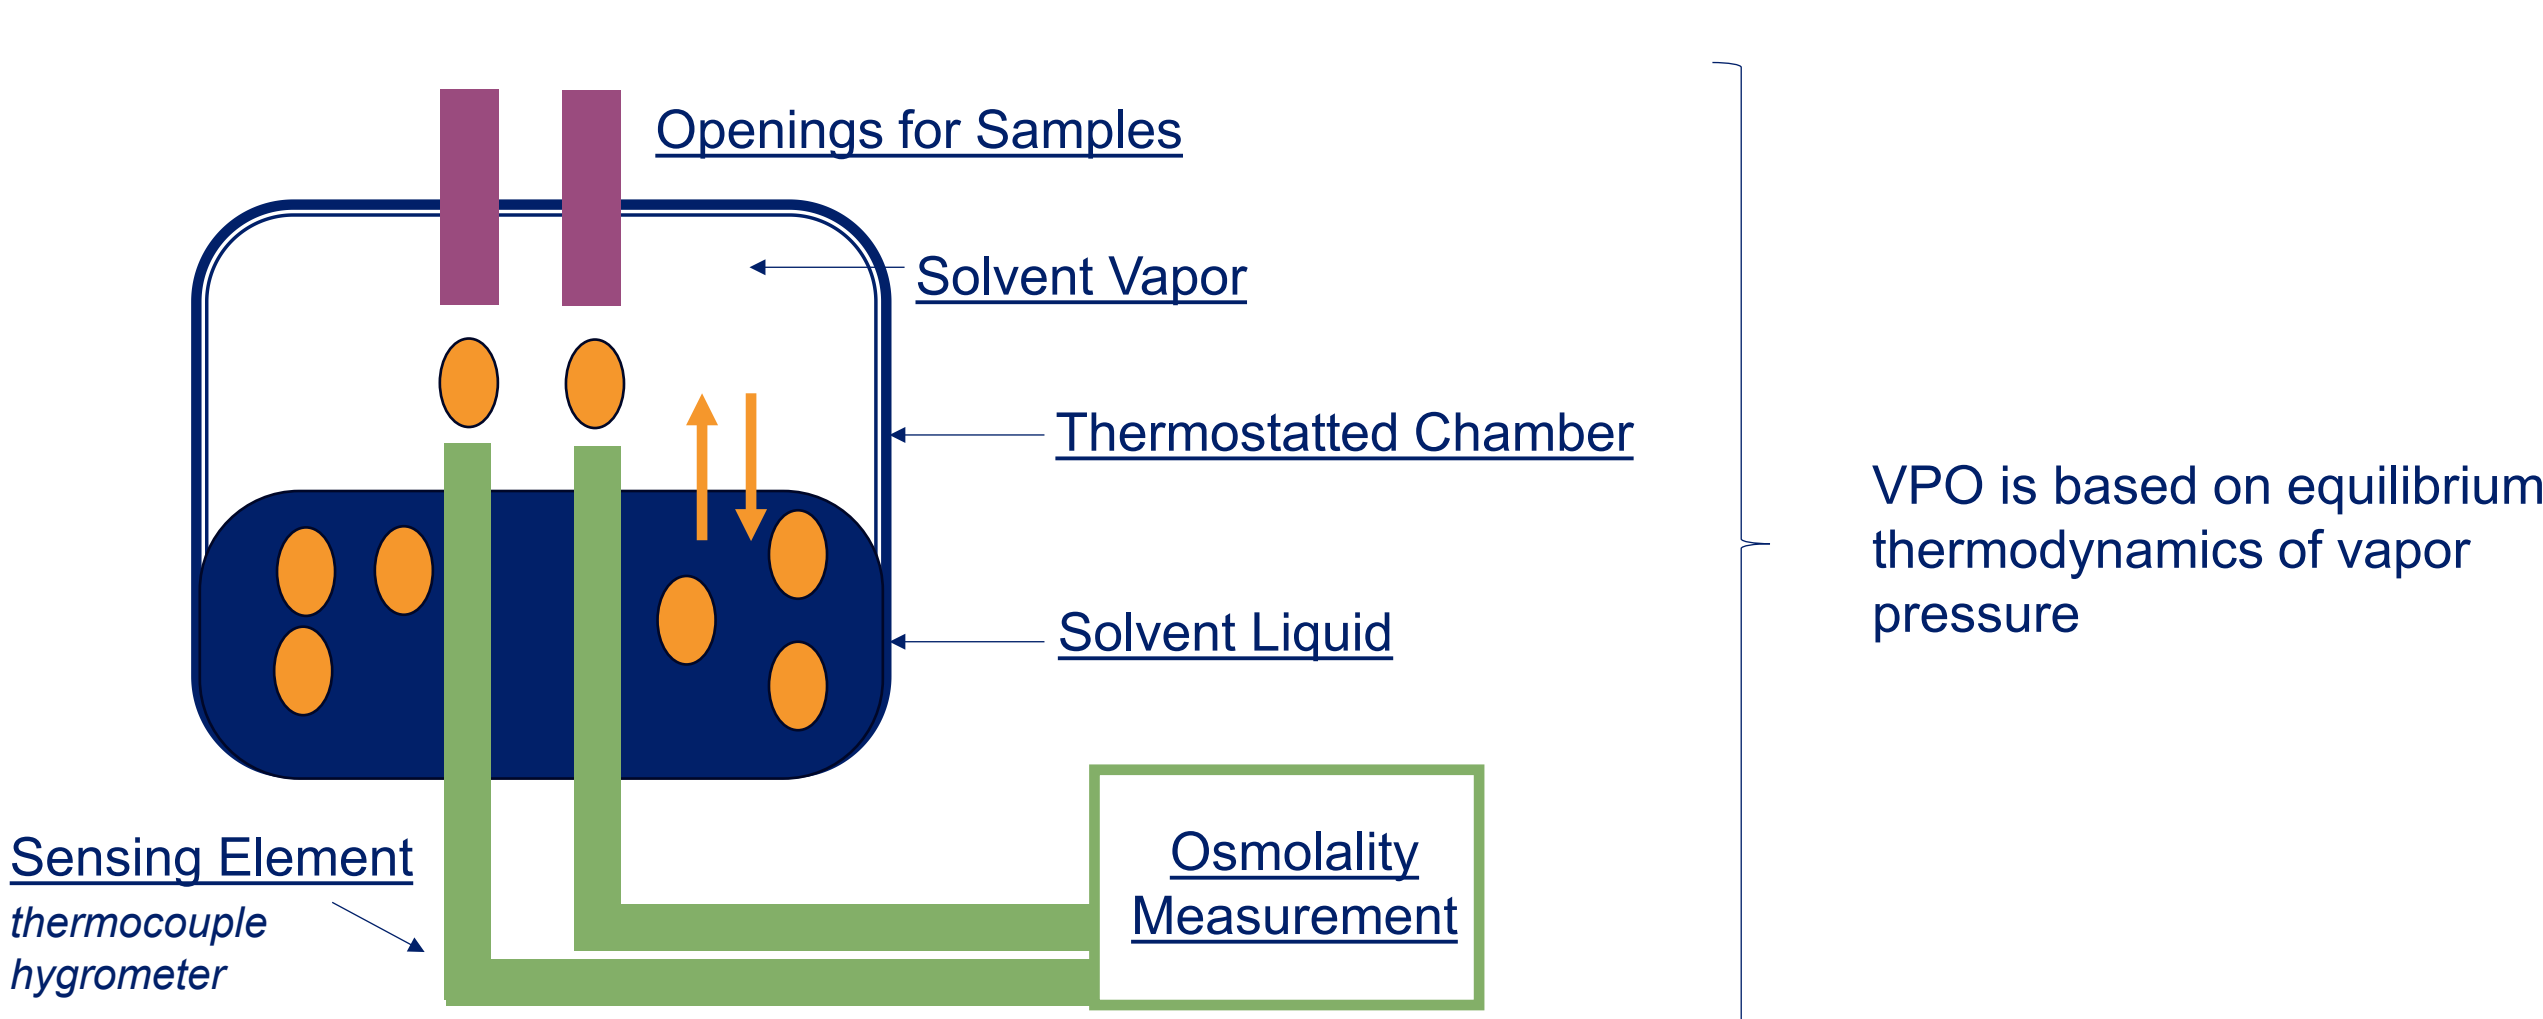 Openings for Samples
Solvent Vapor
Thermostatted Chamber
Solvent Liquid
Sensing Element
thermocouple
hygrometer
Osmolality
Measurement
VPO is based on equilibrium
thermodynamics of vapor
pressure